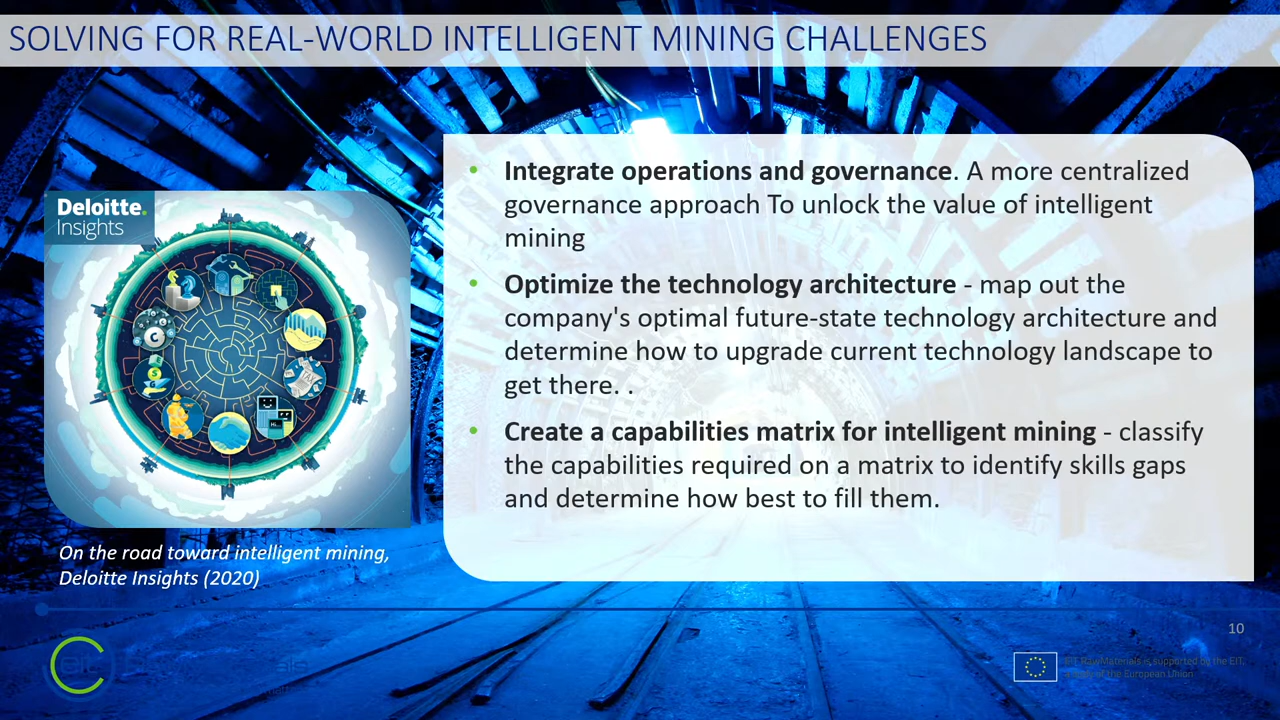 SOLVING FOR REAL-WORLD INTELLIGENT MINING CHALLENGES
Deloitte.
Insights
• Integrate operations and governance. A more centralized
governance approach To unlock the value of intelligent
mining
• Optimize the technology architecture - map out the
company's optimal future-state technology architecture and
determine how to upgrade current technology landscape to
get there. .
• Create a capabilities matrix for intelligent mining - classify
the capabilities required on a matrix to identify skills gaps
and determine how best to fill them.
On the road toward intelligent mining,
Deloitte Insights (2020)
10
eit
EIT RawMaterials is supported by the EIT,
a body of the European Union